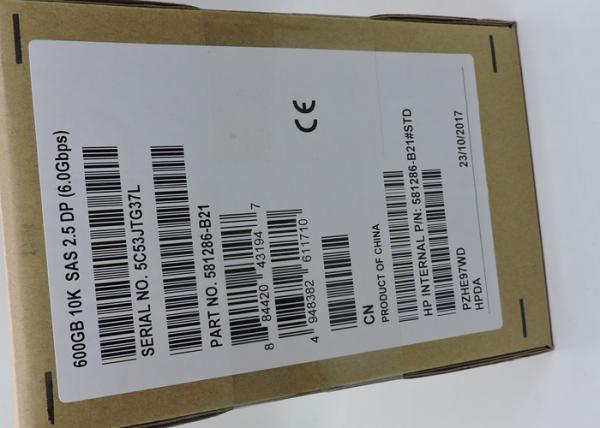 600GB 10K SAS 2.5 DP (6.0Gbps)
SERIAL NO. 5C53JTG37L
PART NO. 581286-B21
8 84420 43194 7
4 948382 611710
CE
CN
PRODUCT OF CHINA
HP INTERNAL P/N: 581286-B21#STD
PZHE97WD
HPDA
23/10/2017